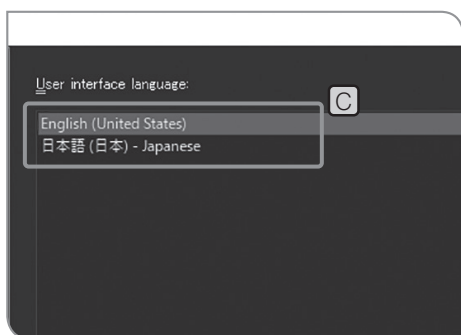 User interface language:
C
English (United States)
日本語 (日本) - Japanese